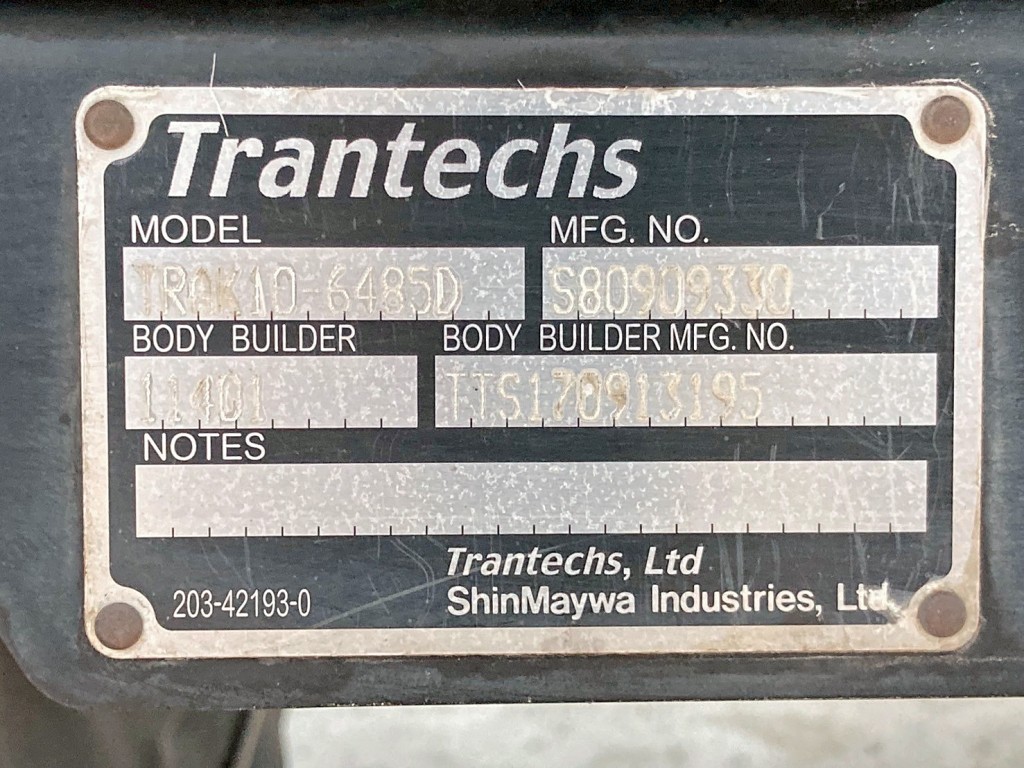 Trantechs
MODEL MFG. NO.
TRAK10-6485D S80909330
BODY BUILDER BODY BUILDER MFG. NO.
11401 TTS170913195
NOTES
Trantechs, Ltd
203-42193-0 ShinMaywa Industries, Ltd.